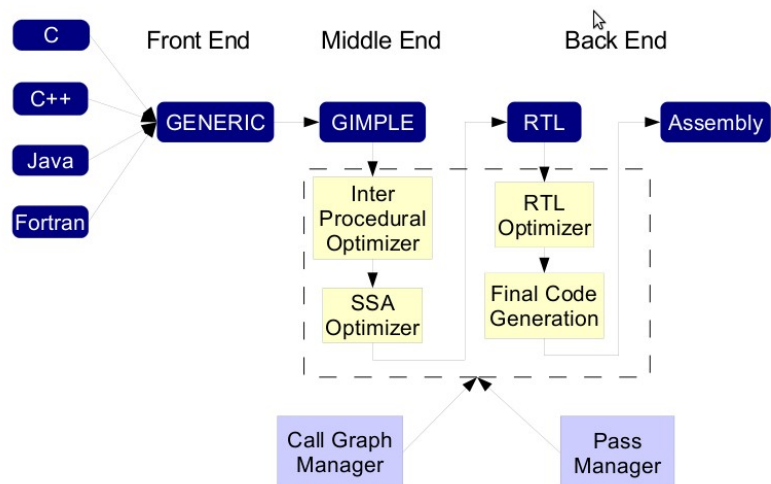 C
Front End
Middle End
Back End
C++
GENERIC
GIMPLE
RTL
Assembly
Java
Fortran
Inter
Procedural
Optimizer
SSA
Optimizer
RTL
Optimizer
Final Code
Generation
Call Graph
Manager
Pass
Manager